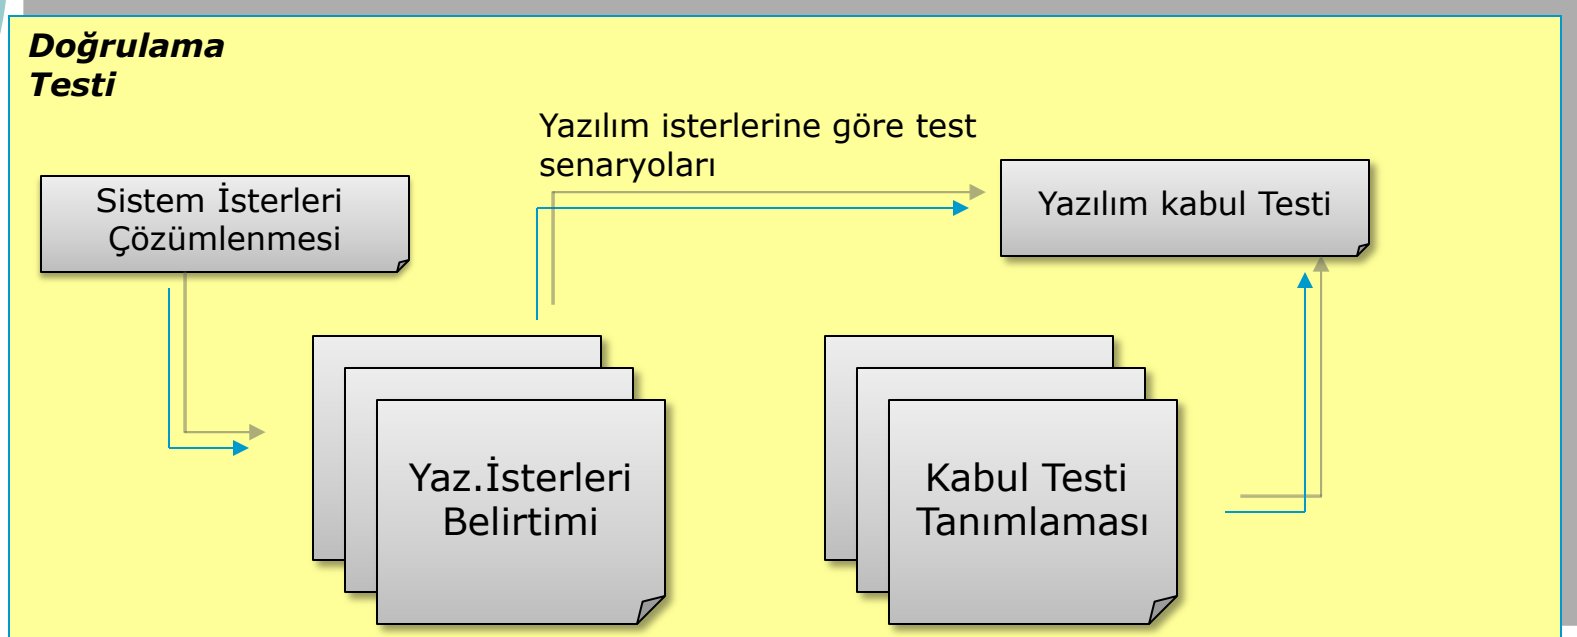 Doğrulama
Testi
Yazılım isterlerine göre test
senaryoları
Sistem İsterleri
Çözümlenmesi
Yazılım kabul Testi
Yaz.İsterleri
Belirtimi
Kabul Testi
Tanımlaması